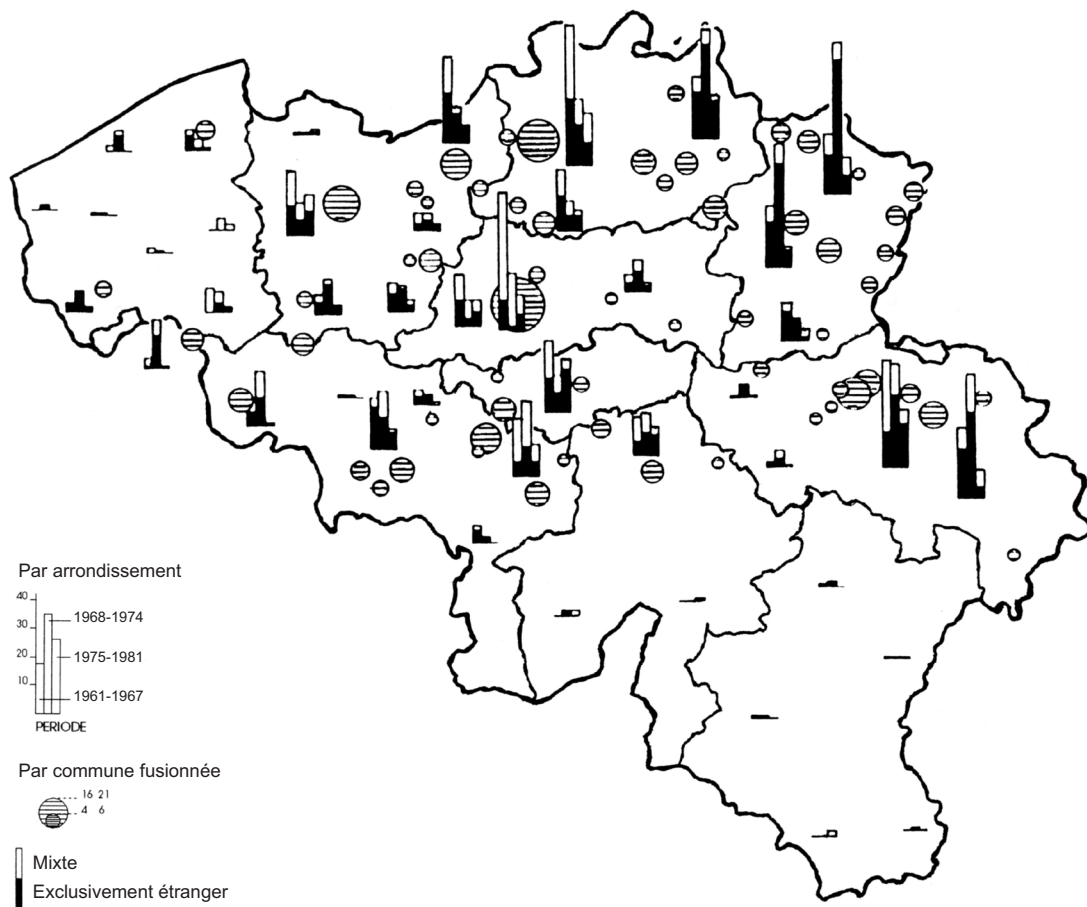 Par arrondissement
40
30
20
10
1968-1974
1975-1981
1961-1967
PERIODE
Par commune fusionnée
16 21
4 6
Mixte
Exclusivement étranger